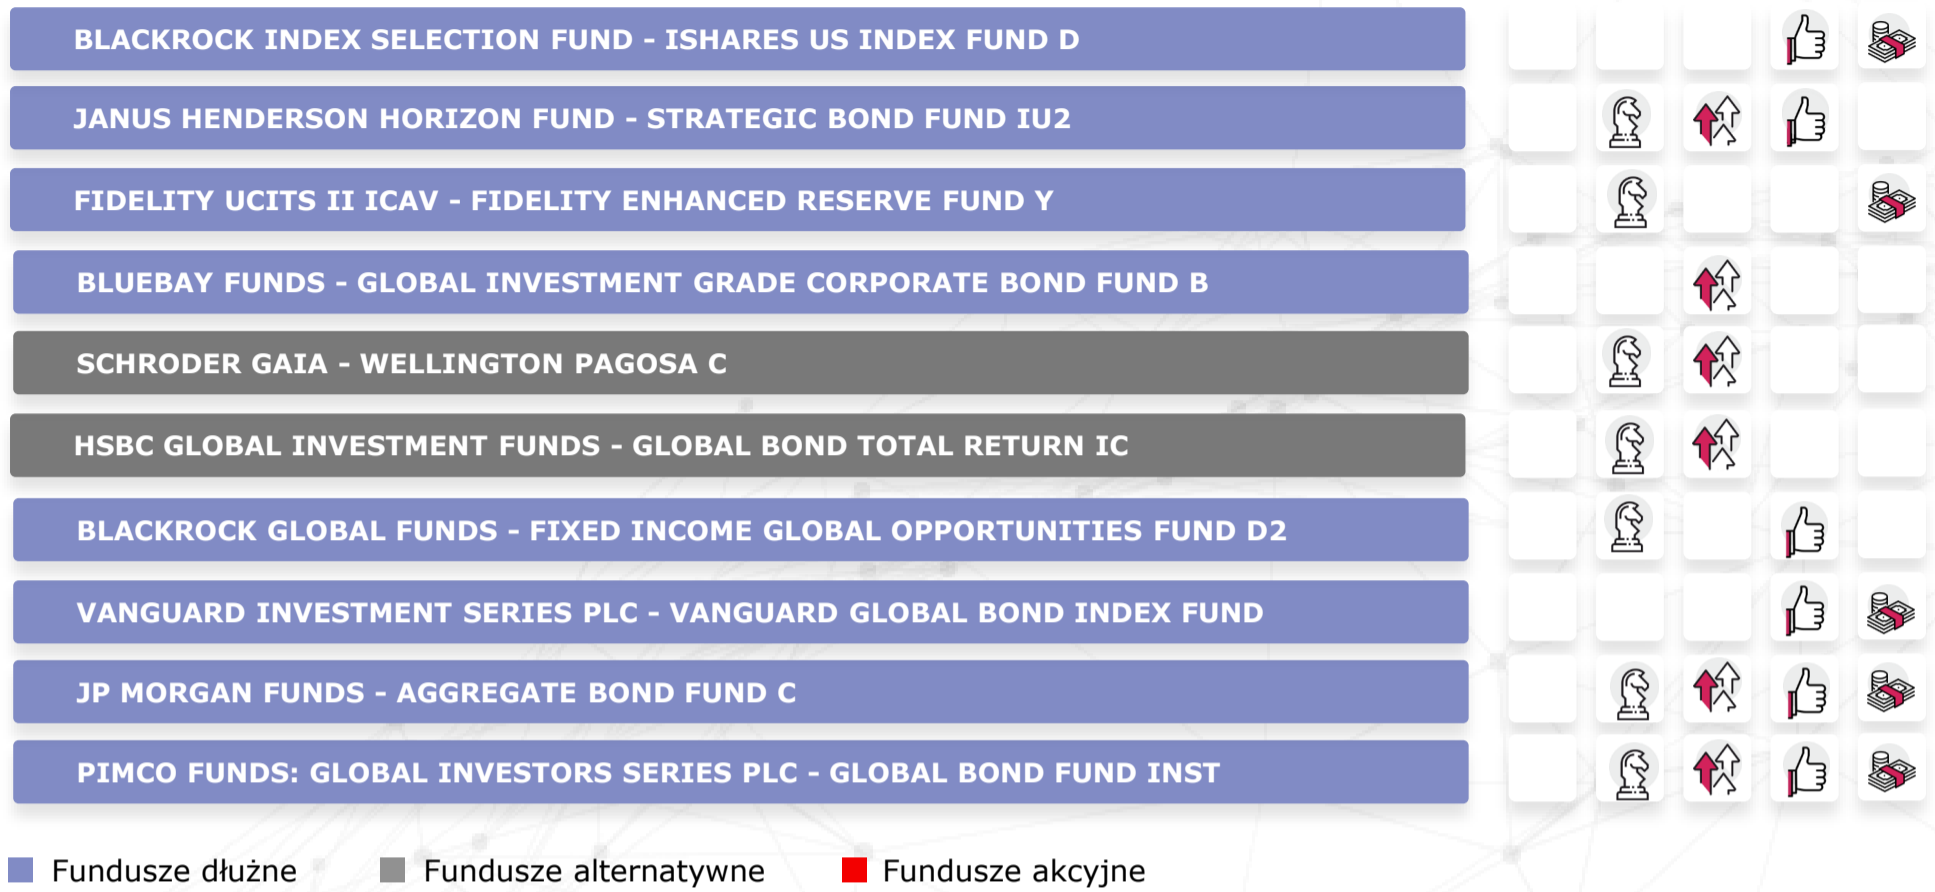 BLACKROCK INDEX SELECTION FUND - ISHARES US INDEX FUND D
JANUS HENDERSON HORIZON FUND - STRATEGIC BOND FUND IU2
FIDELITY UCITS II ICAV - FIDELITY ENHANCED RESERVE FUND Y
BLUEBAY FUNDS - GLOBAL INVESTMENT GRADE CORPORATE BOND FUND B
SCHRODER GAIA - WELLINGTON PAGOSA C
HSBC GLOBAL INVESTMENT FUNDS - GLOBAL BOND TOTAL RETURN IC
BLACKROCK GLOBAL FUNDS - FIXED INCOME GLOBAL OPPORTUNITIES FUND D2
VANGUARD INVESTMENT SERIES PLC - VANGUARD GLOBAL BOND INDEX FUND
JP MORGAN FUNDS - AGGREGATE BOND FUND C
PIMCO FUNDS: GLOBAL INVESTORS SERIES PLC - GLOBAL BOND FUND INST
Fundusze dłużne Fundusze alternatywne Fundusze akcyjne